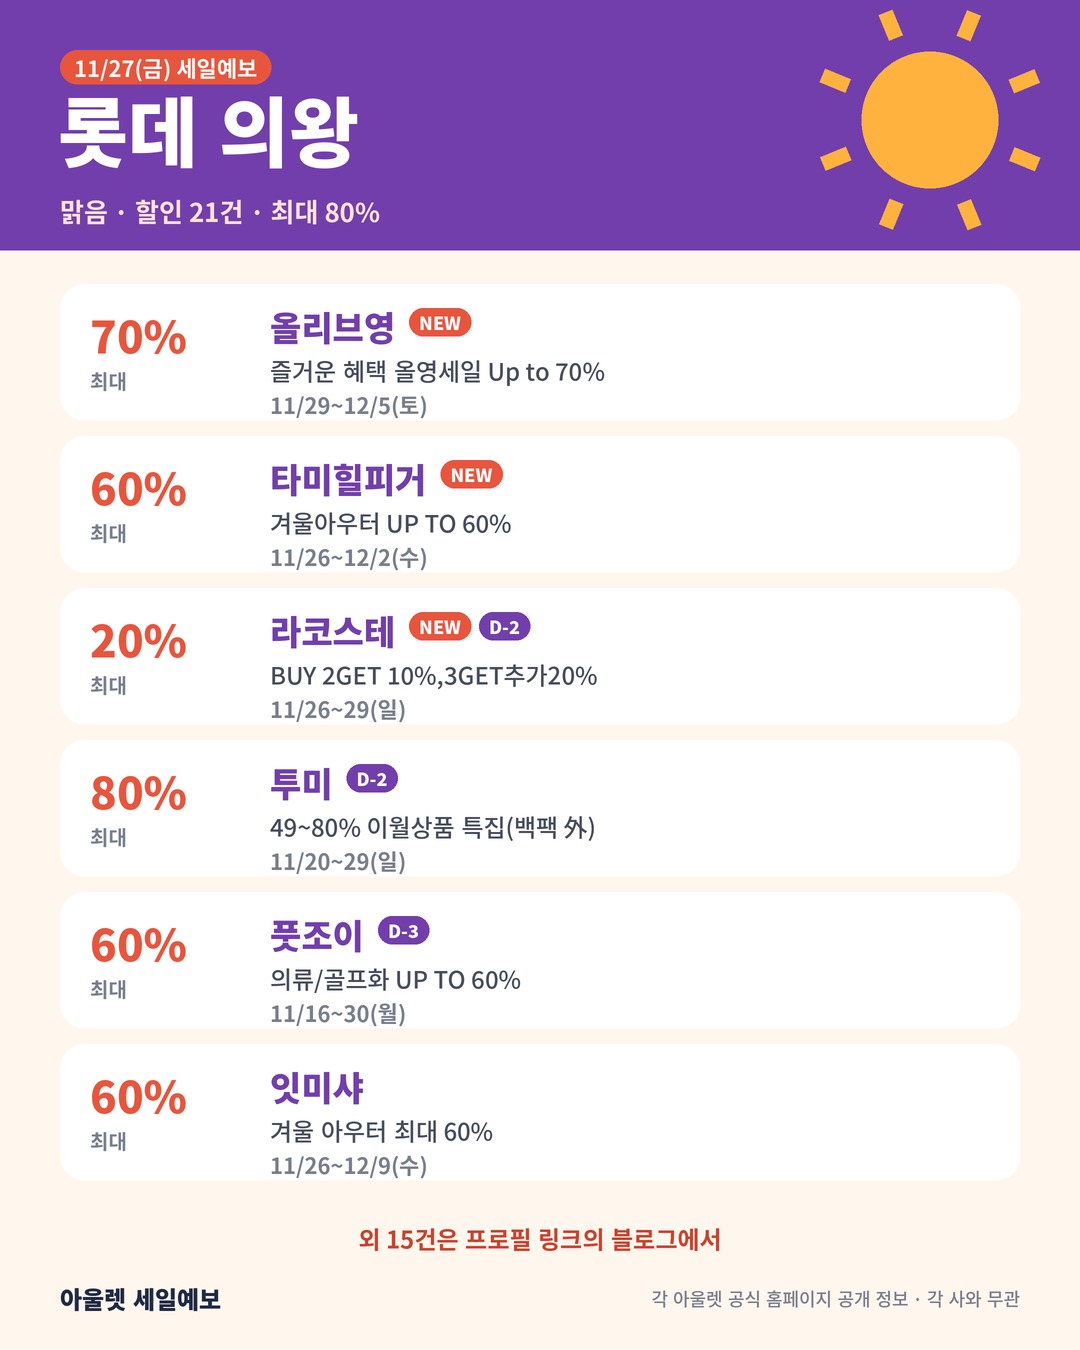 11/27(금) 세일예보
롯데 의왕
맑음 · 할인 21건 · 최대 80%
70%
최대
올리브영 NEW
즐거운 혜택 올영세일 Up to 70%
11/29~12/5(토)
60%
최대
타미힐피거 NEW
겨울아우터 UP TO 60%
11/26~12/2(수)
20%
최대
라코스테 NEW D-2
BUY 2GET 10%,3GET추가20%
11/26~29(일)
80%
최대
투미 D-2
49~80% 이월상품 특집(백팩 外)
11/20~29(일)
60%
최대
풋조이 D-3
의류/골프화 UP TO 60%
11/16~30(월)
60%
최대
잇미샤
겨울 아우터 최대 60%
11/26~12/9(수)
외 15건은 프로필 링크의 블로그에서
아울렛 세일예보
각 아울렛 공식 홈페이지 공개 정보 · 각 사와 무관